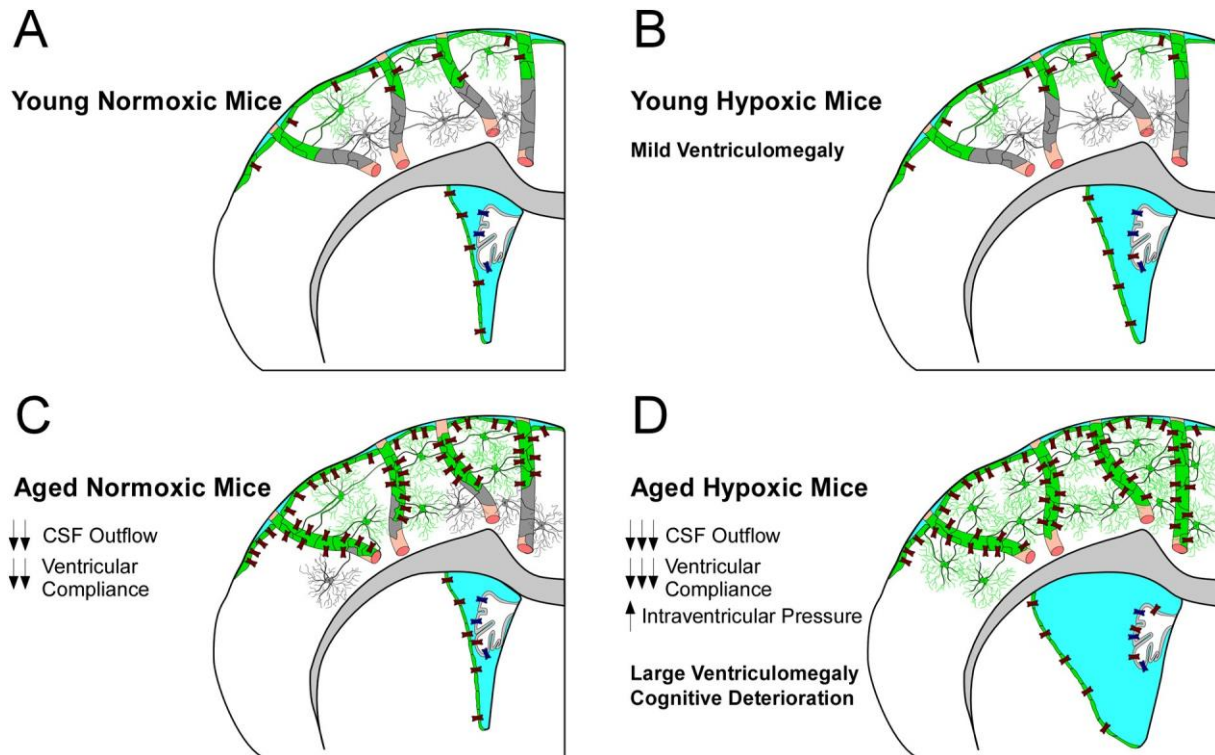 A
Young Normoxic Mice
B
Young Hypoxic Mice
Mild Ventriculomegaly
C
Aged Normoxic Mice
CSF Outflow
Ventricular
Compliance
D
Aged Hypoxic Mice
CSF Outflow
Ventricular
Compliance
Intraventricular Pressure
Large Ventriculomegaly
Cognitive Deterioration